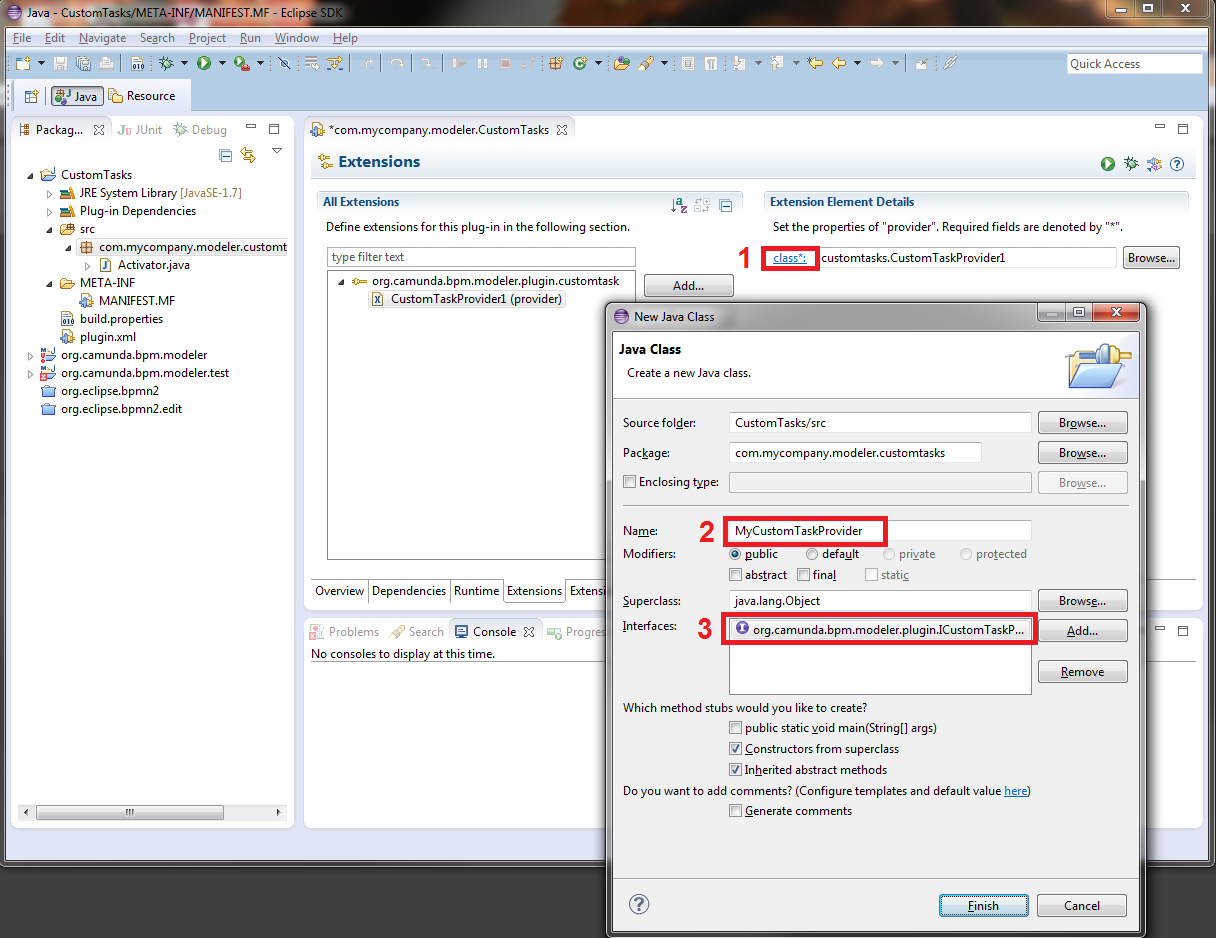 Java - CustomTasks/META-INF/MANIFEST.MF - Eclipse SDK
File Edit Navigate Search Project Run Window Help
Quick Access
Java Resource
Packag... JUnit Debug
CustomTasks
JRE System Library [JavaSE-1.7]
Plug-in Dependencies
src
com.mycompany.modeler.customt
Activator.java
META-INF
MANIFEST.MF
build.properties
plugin.xml
org.camunda.bpm.modeler
org.camunda.bpm.modeler.test
org.eclipse.bpmn2
org.eclipse.bpmn2.edit
*com.mycompany.modeler.CustomTasks
Extensions
All Extensions
Define extensions for this plug-in in the following section.
type filter text
org.camunda.bpm.modeler.plugin.customtask
CustomTaskProvider1 (provider)
Add...
Extension Element Details
Set the properties of "provider". Required fields are denoted by "*".
1 class*: customtasks.CustomTaskProvider1 Browse...
Overview Dependencies Runtime Extensions Extensi
Problems Search Console Progres
No consoles to display at this time.
New Java Class
Java Class
Create a new Java class.
Source folder: CustomTasks/src Browse...
Package: com.mycompany.modeler.customtasks Browse...
Enclosing type: Browse...
2 Name: MyCustomTaskProvider
Modifiers: public default private protected
abstract final static
Superclass: java.lang.Object Browse...
Interfaces: 3 org.camunda.bpm.modeler.plugin.ICustomTaskP... Add...
Remove
Which method stubs would you like to create?
public static void main(String[] args)
Constructors from superclass
Inherited abstract methods
Do you want to add comments? (Configure templates and default value here)
Generate comments
Finish Cancel